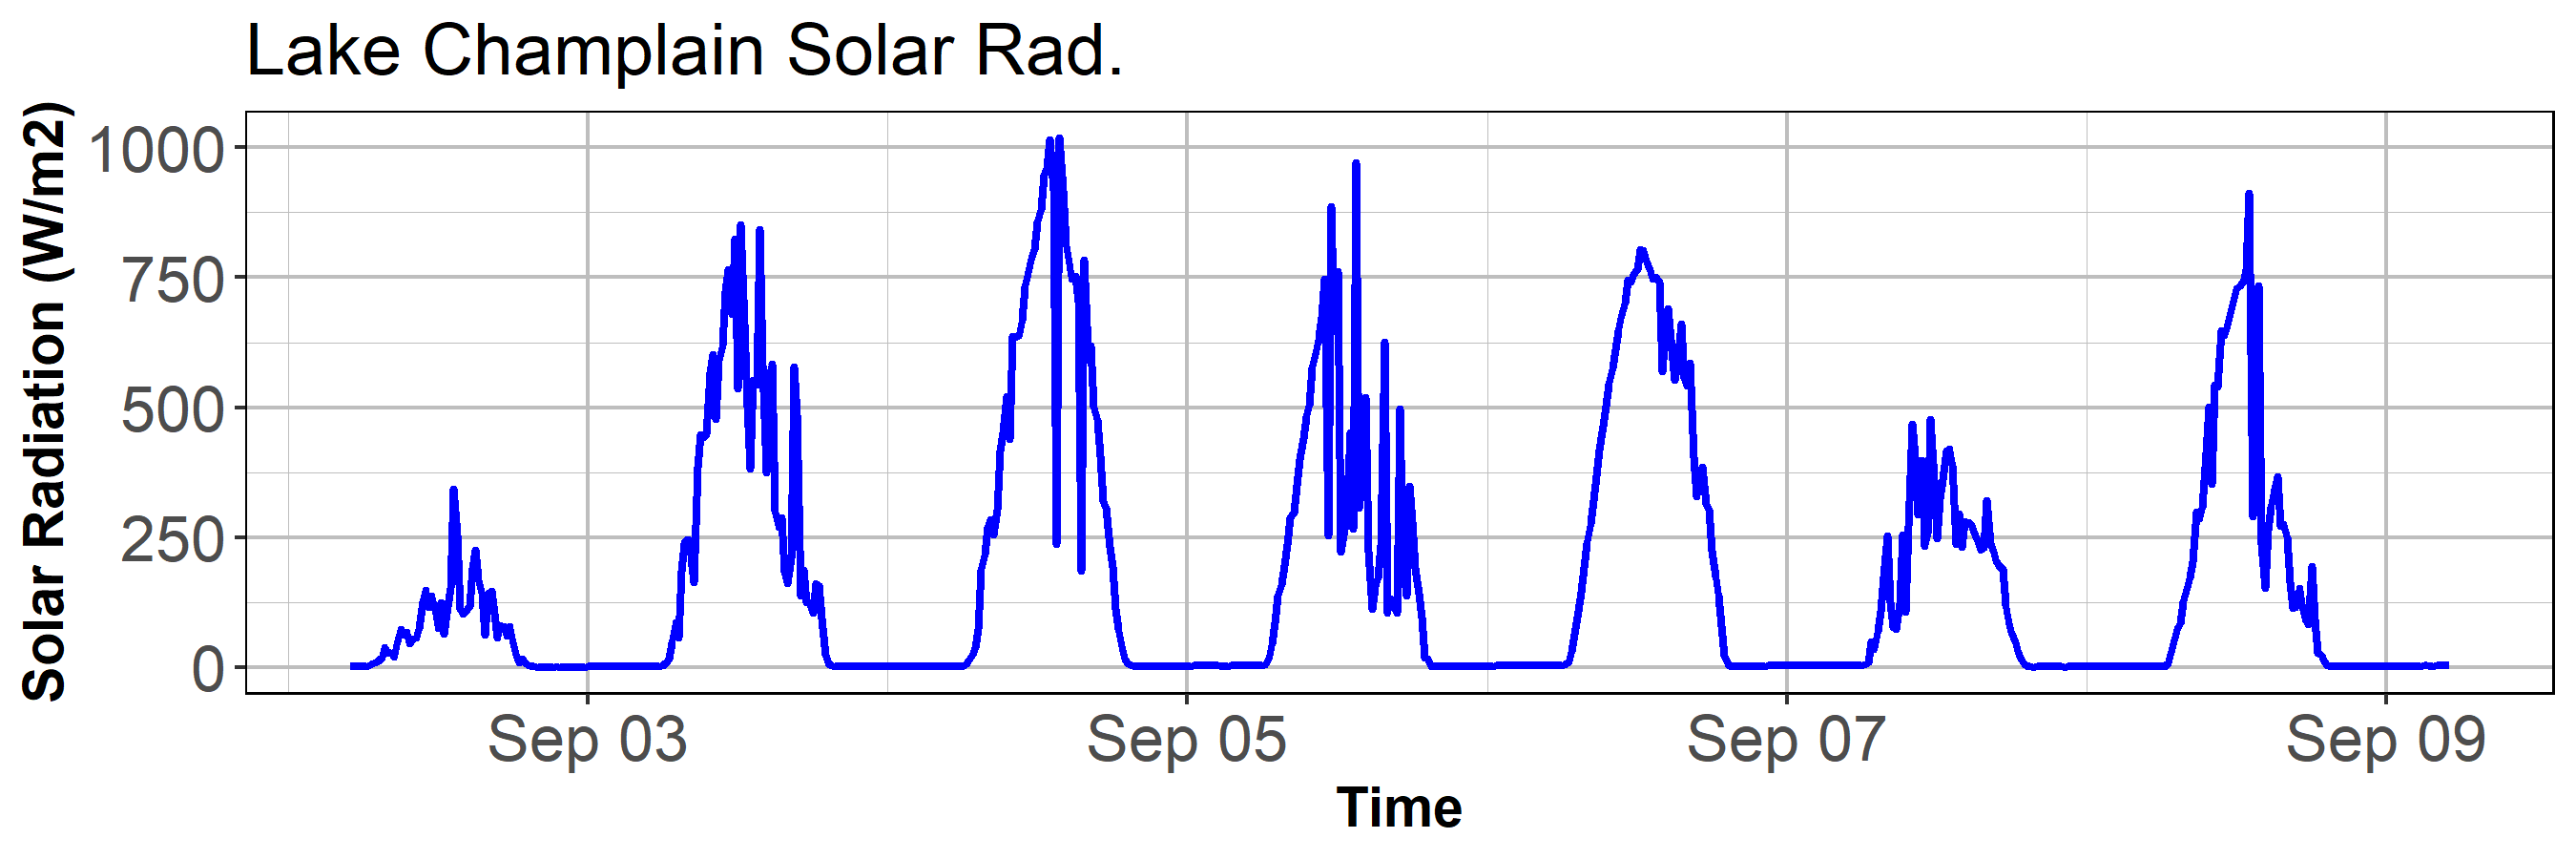 Lake Champlain Solar Rad.
Solar Radiation (W/m2)
1000
750
500
250
0
Sep 03
Sep 05
Sep 07
Sep 09
Time